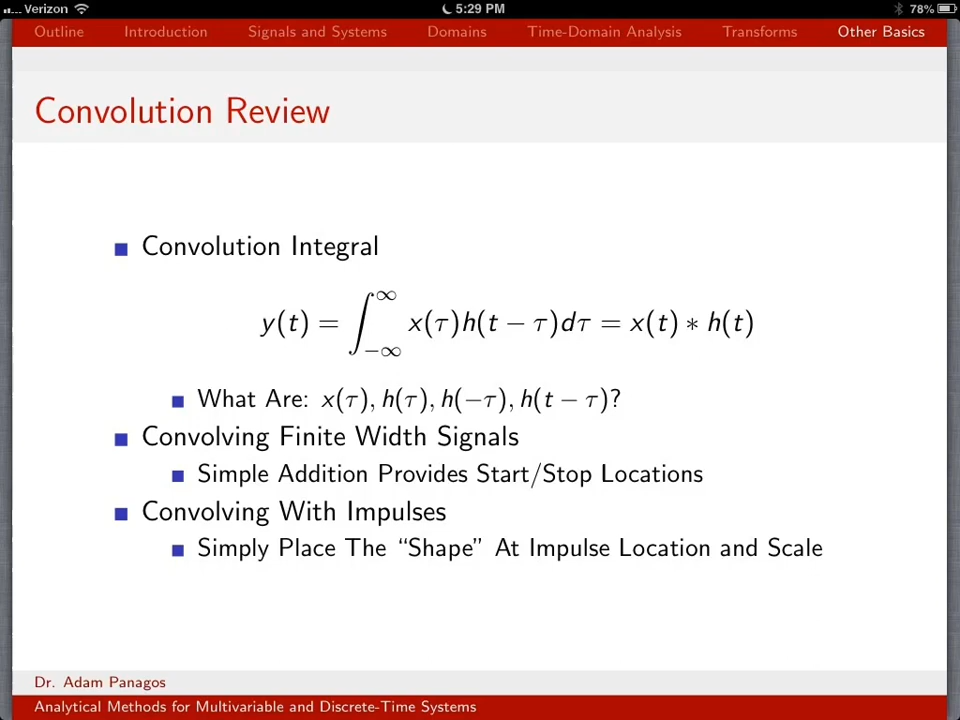 Verizon 5:29 PM 78%
Outline Introduction Signals and Systems Domains Time-Domain Analysis Transforms Other Basics
Convolution Review
Convolution Integral
y(t) = ∫_{−∞}^{∞} x(τ)h(t − τ)dτ = x(t) ∗ h(t)
What Are: x(τ), h(τ), h(−τ), h(t − τ)?
Convolving Finite Width Signals
Simple Addition Provides Start/Stop Locations
Convolving With Impulses
Simply Place The “Shape” At Impulse Location and Scale
Dr. Adam Panagos
Analytical Methods for Multivariable and Discrete-Time Systems